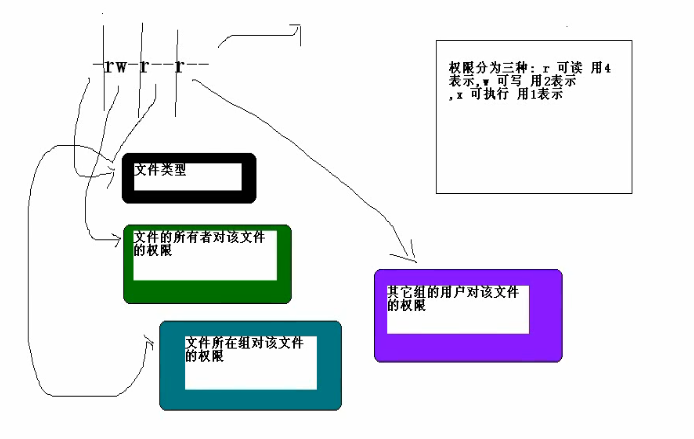 -rw-r--r--
权限分为三种: r 可读 用4
表示,w 可写 用2表示
,x 可执行 用1表示
文件类型
文件的所有者对该文件
的权限
其它组的用户对该文件
的权限
文件所在组对该文件
的权限